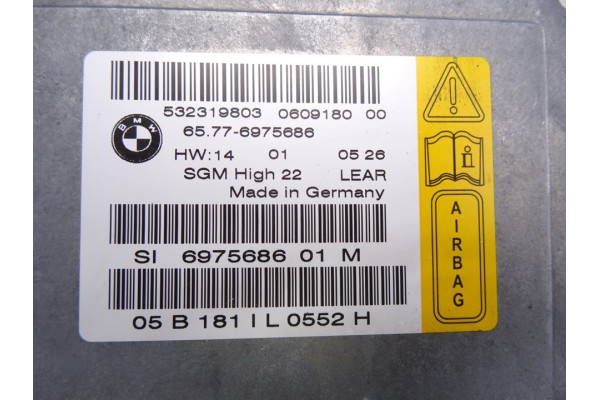 532319803 0609180 00
BMW
65.77-6975686
HW:14 01 05 26
SGM High 22 LEAR
Made in Germany
SI 6975686 01 M
05 B 181 I L 0552 H
i
AIRBAG